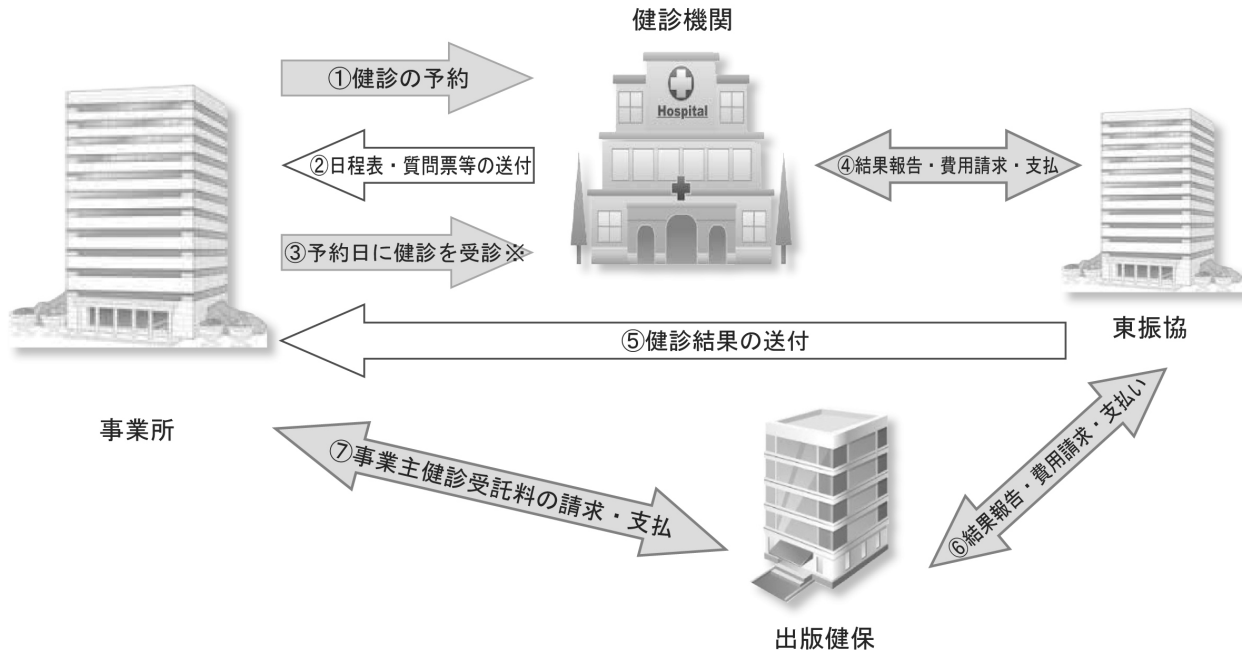 健診機関
①健診の予約
Hospital
②日程表・質問票等の送付
④結果報告・費用請求・支払
③予約日に健診を受診※
⑤健診結果の送付
東振協
事業所
⑦事業主健診受託料の請求・支払
⑥結果報告・費用請求・支払い
出版健保